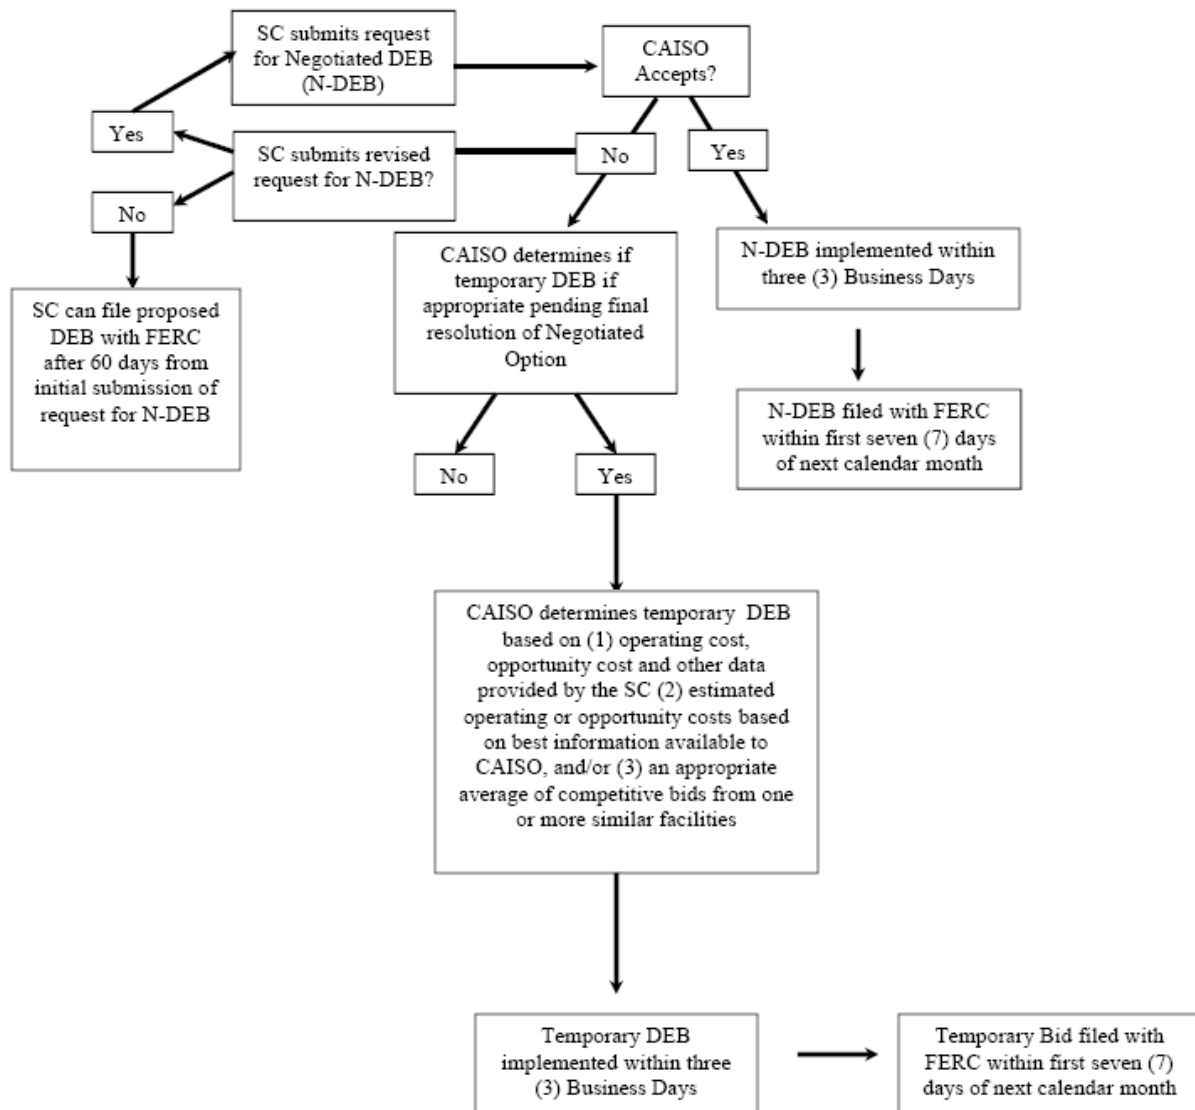 SC submits request
for Negotiated DEB
(N-DEB)
CAISO
Accepts?
Yes
SC submits revised
request for N-DEB?
No
Yes
No
CAISO determines if
temporary DEB if
appropriate pending final
resolution of Negotiated
Option
N-DEB implemented within
three (3) Business Days
SC can file proposed
DEB with FERC
after 60 days from
initial submission of
request for N-DEB
N-DEB filed with FERC
within first seven (7) days
of next calendar month
No
Yes
CAISO determines temporary DEB
based on (1) operating cost,
opportunity cost and other data
provided by the SC (2) estimated
operating or opportunity costs based
on best information available to
CAISO, and/or (3) an appropriate
average of competitive bids from one
or more similar facilities
Temporary DEB
implemented within three
(3) Business Days
Temporary Bid filed with
FERC within first seven (7)
days of next calendar month